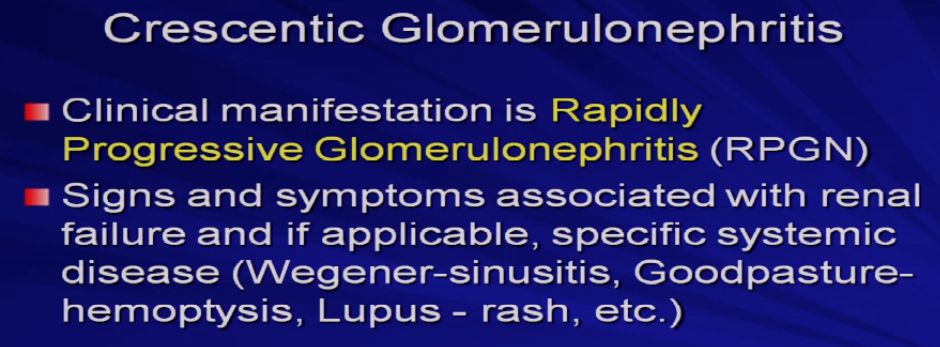 Crescentic Glomerulonephritis
Clinical manifestation is Rapidly
Progressive Glomerulonephritis (RPGN)
Signs and symptoms associated with renal
failure and if applicable, specific systemic
disease (Wegener-sinusitis, Goodpasture-
hemoptysis, Lupus - rash, etc.)